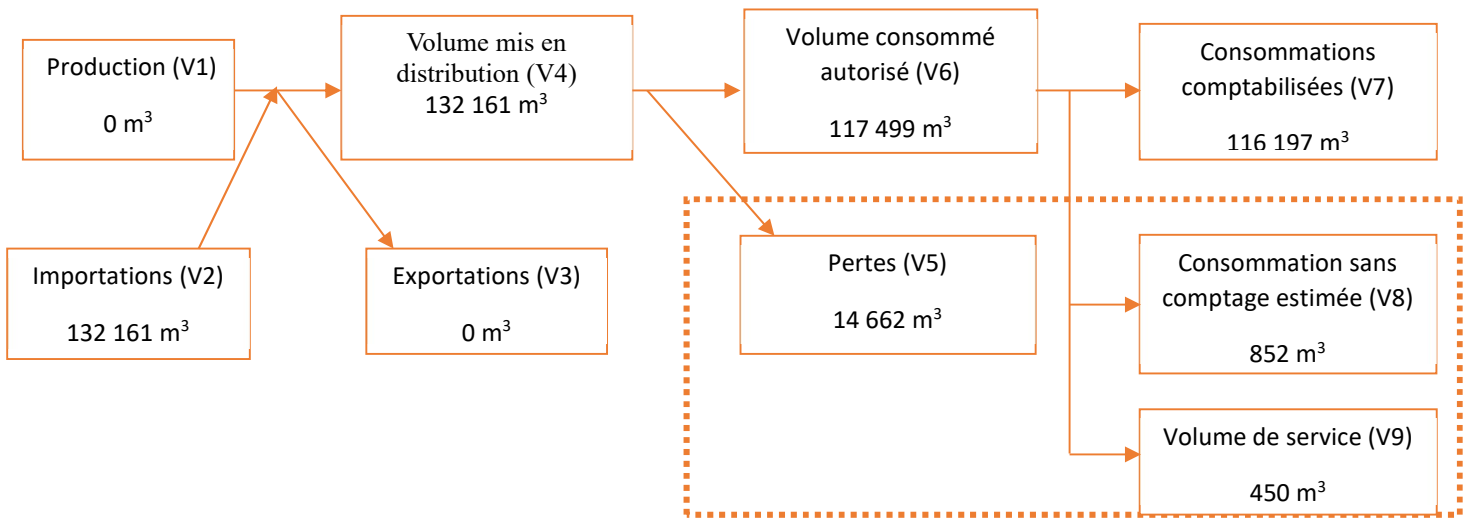 Production (V1)
0 m³
Volume mis en
distribution (V4)
132 161 m³
Volume consommé
autorisé (V6)
117 499 m³
Consommations
comptabilisées (V7)
116 197 m³
Importations (V2)
132 161 m³
Exportations (V3)
0 m³
Pertes (V5)
14 662 m³
Consommation sans
comptage estimée (V8)
852 m³
Volume de service (V9)
450 m³